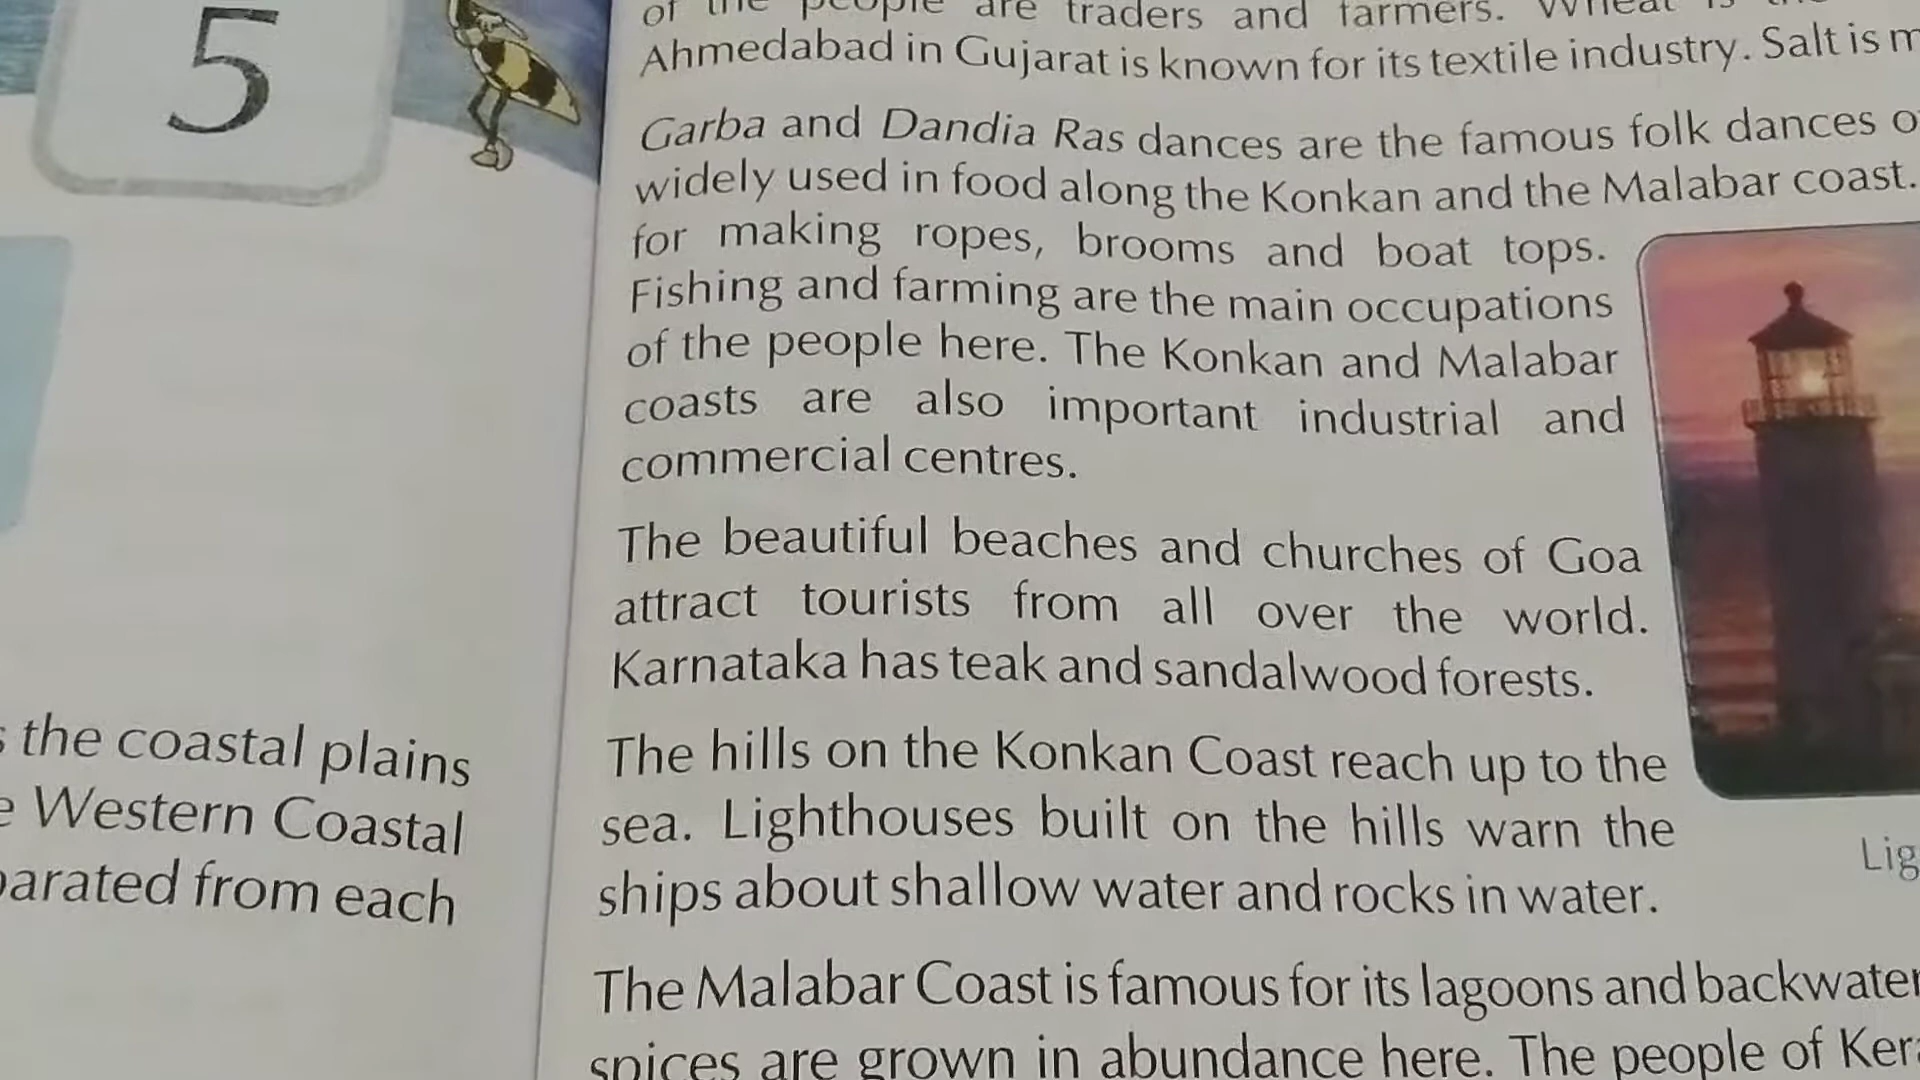 5
the coastal plains
Western Coastal
from each
of the people are traders and farmers. Wheat is
Ahmedabad in Gujarat is known for its textile industry. Salt is
Garba and Dandia Ras dances are the famous folk dances
widely used in food along the Konkan and the Malabar coast.
for making ropes, brooms and boat tops.
Fishing and farming are the main occupations
of the people here. The Konkan and Malabar
coasts are also important industrial and
commercial centres.
The beautiful beaches and churches of Goa
attract tourists from all over the world.
Karnataka has teak and sandalwood forests.
The hills on the Konkan Coast reach up to the
sea. Lighthouses built on the hills warn the
ships about shallow water and rocks in water.
The Malabar Coast is famous for its lagoons and
spices are grown in abundance here. The people of